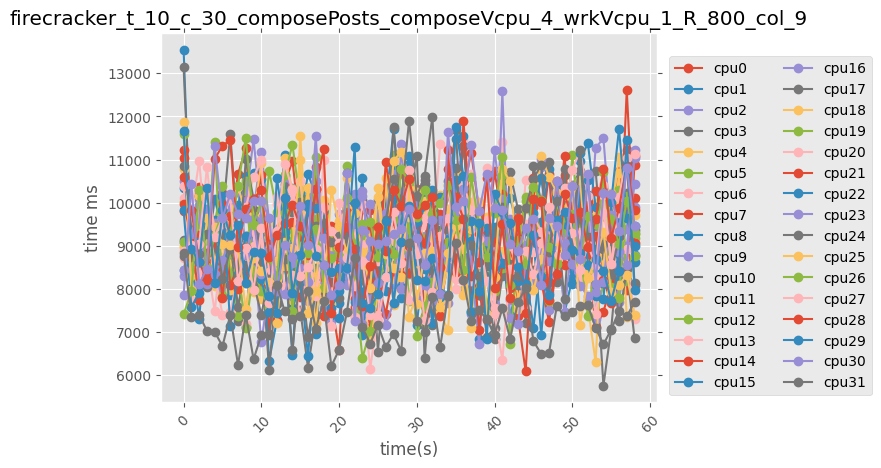 firecracker_t_10_c_30_composePosts_composeVcpu_4_wrkVcpu_1_R_800_col_9
time ms
13000
12000
11000
10000
9000
8000
7000
6000
0
10
20
30
40
50
60
time(s)
cpu0
cpu1
cpu2
cpu3
cpu4
cpu5
cpu6
cpu7
cpu8
cpu9
cpu10
cpu11
cpu12
cpu13
cpu14
cpu15
cpu16
cpu17
cpu18
cpu19
cpu20
cpu21
cpu22
cpu23
cpu24
cpu25
cpu26
cpu27
cpu28
cpu29
cpu30
cpu31